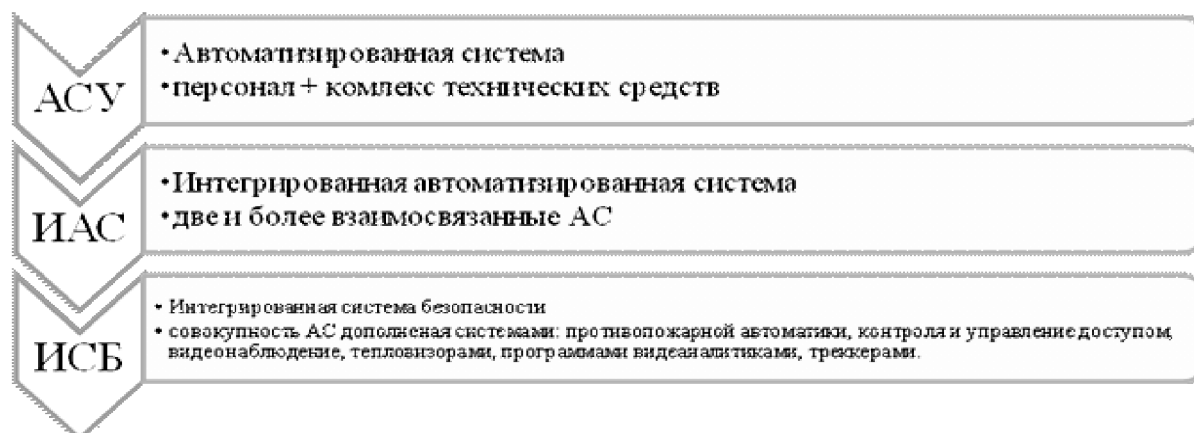 АСУ
• Автоматизированная система
• персонал + комлекс технических средств
ИАС
• Интегрированная автоматизированная система
• две и более взаимосвязанные АС
ИСБ
• Интегрированная система безопасности
• совокупность АС дополненая системами: противопожарной автоматики, контроля и управление доступом,
видеонаблюдение, тепловизорами, программами видеаналитиками, треккерами.